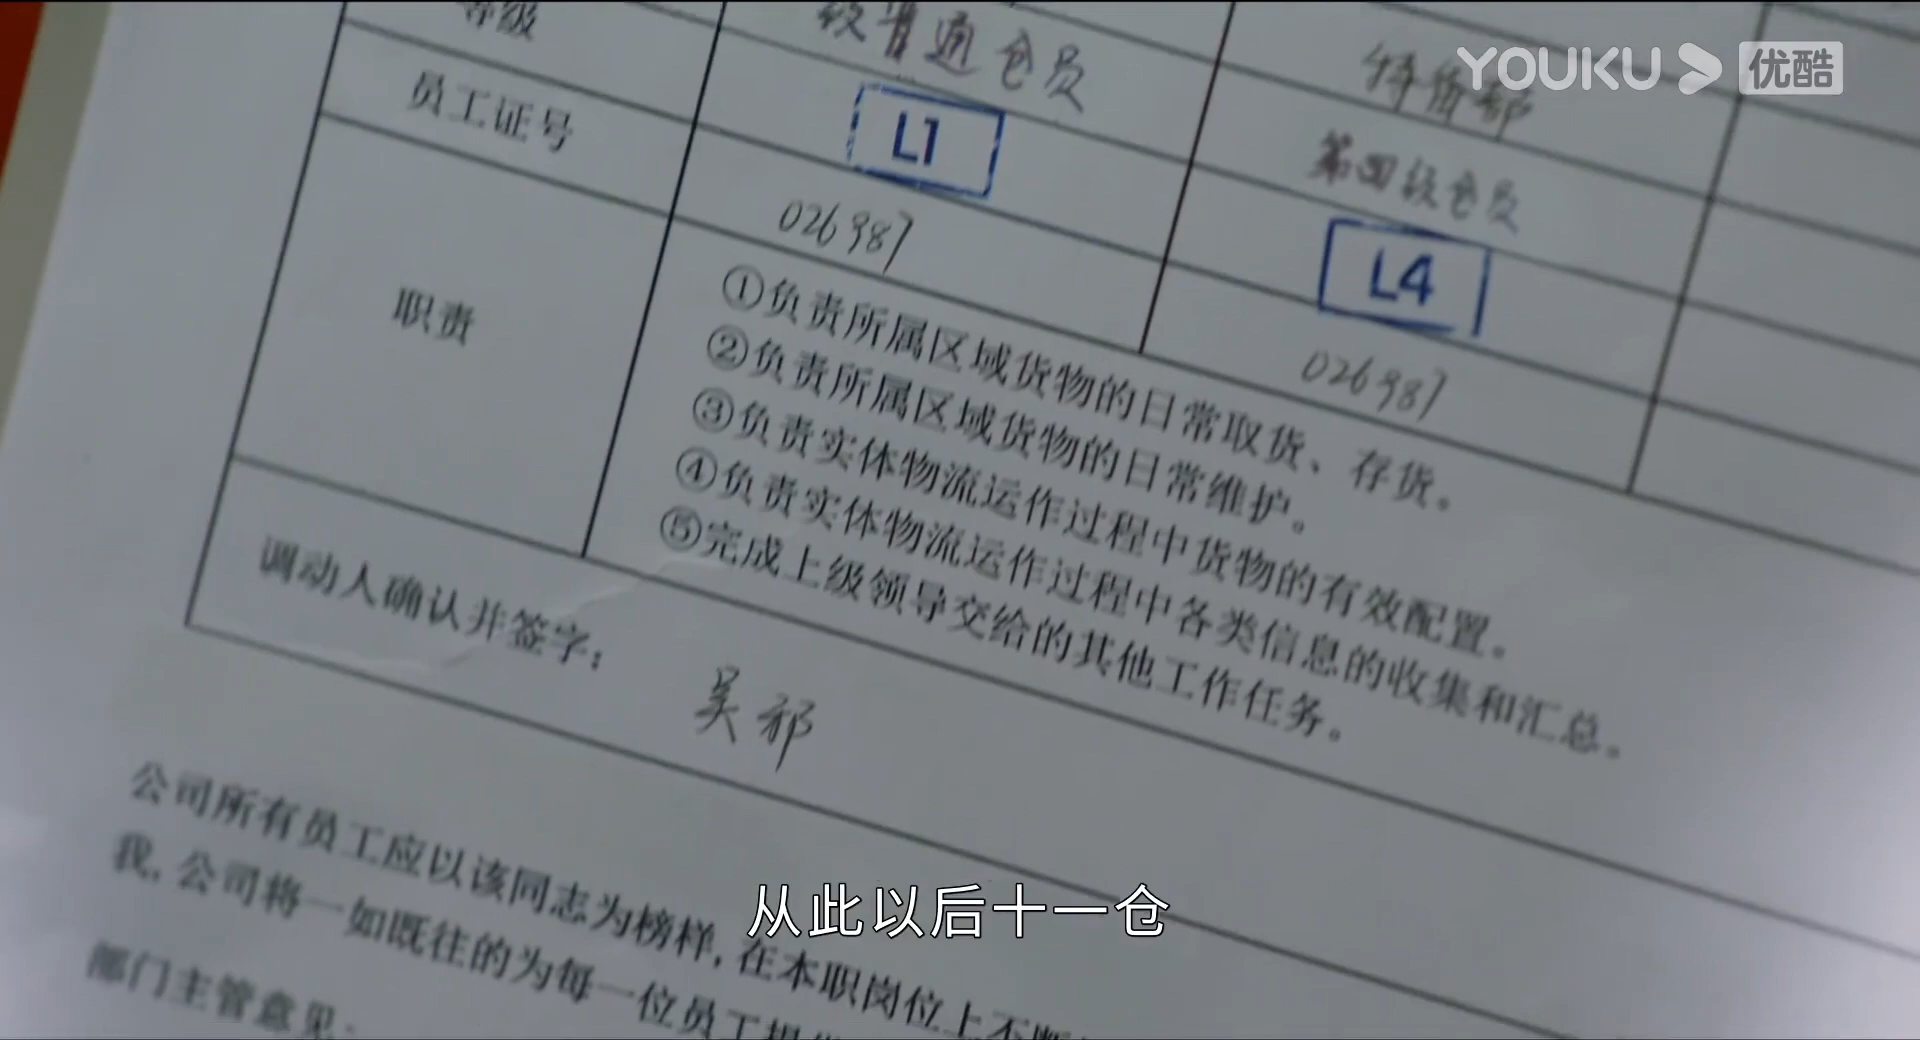 YOUKU 优酷
等级
级普通仓员
特备部
L1
第四级仓员
L4
员工证号
026987
026987
职责
①负责所属区域货物的日常取货、存货。
②负责所属区域货物的日常维护。
③负责实体物流运作过程中货物的有效配置。
④负责实体物流运作过程中各类信息的收集和汇总。
⑤完成上级领导交给的其他工作任务。
调动人确认并签字：
吴邪
公司所有员工应以该同志为榜样，在本职岗位上不断
我，公司将一如既往的为每一位员工提供
部门主管意见：
从此以后十一仓